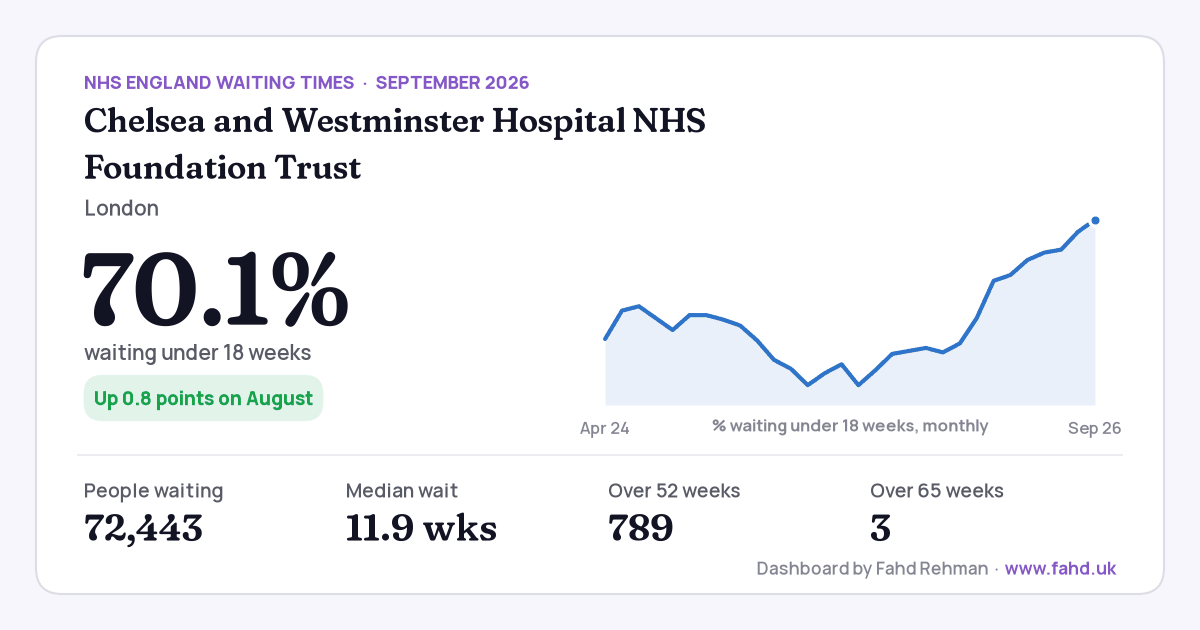 NHS ENGLAND WAITING TIMES · SEPTEMBER 2026
Chelsea and Westminster Hospital NHS
Foundation Trust
London
70.1%
waiting under 18 weeks
Up 0.8 points on August
Apr 24
% waiting under 18 weeks, monthly
Sep 26
People waiting
72,443
Median wait
11.9 wks
Over 52 weeks
789
Over 65 weeks
3
Dashboard by Fahd Rehman · www.fahd.uk